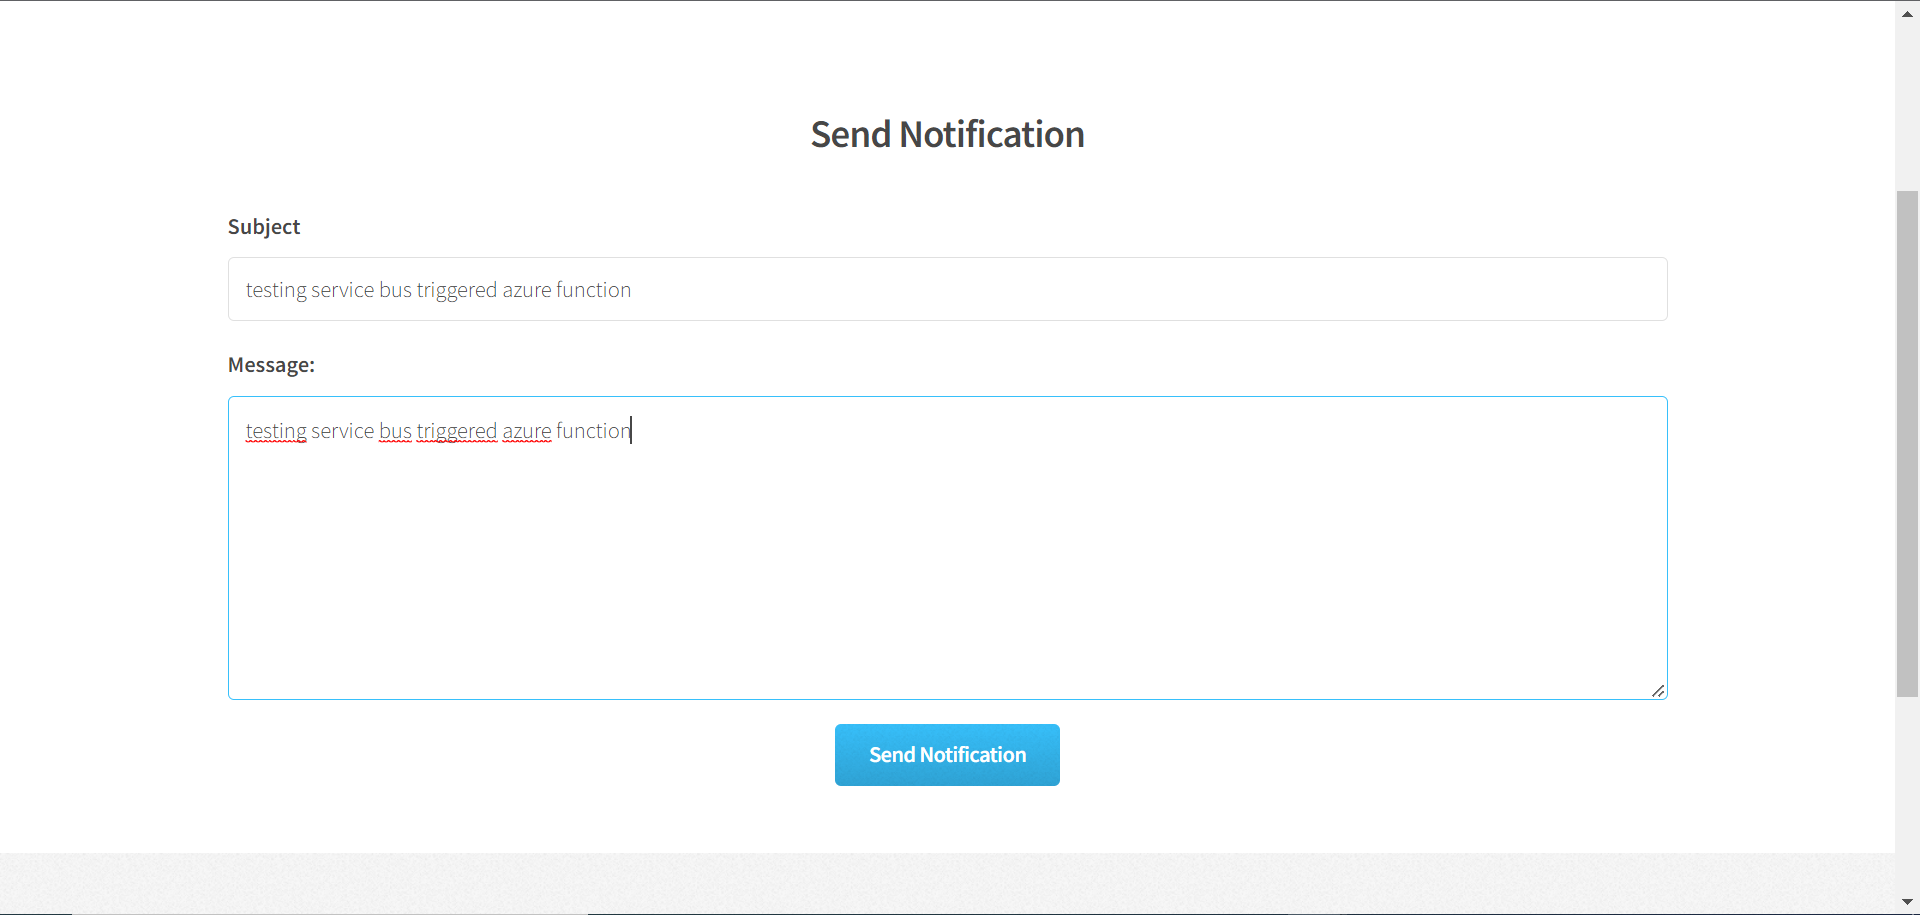 Send Notification
Subject
testing service bus triggered azure function
Message:
testing service bus triggered azure function
Send Notification